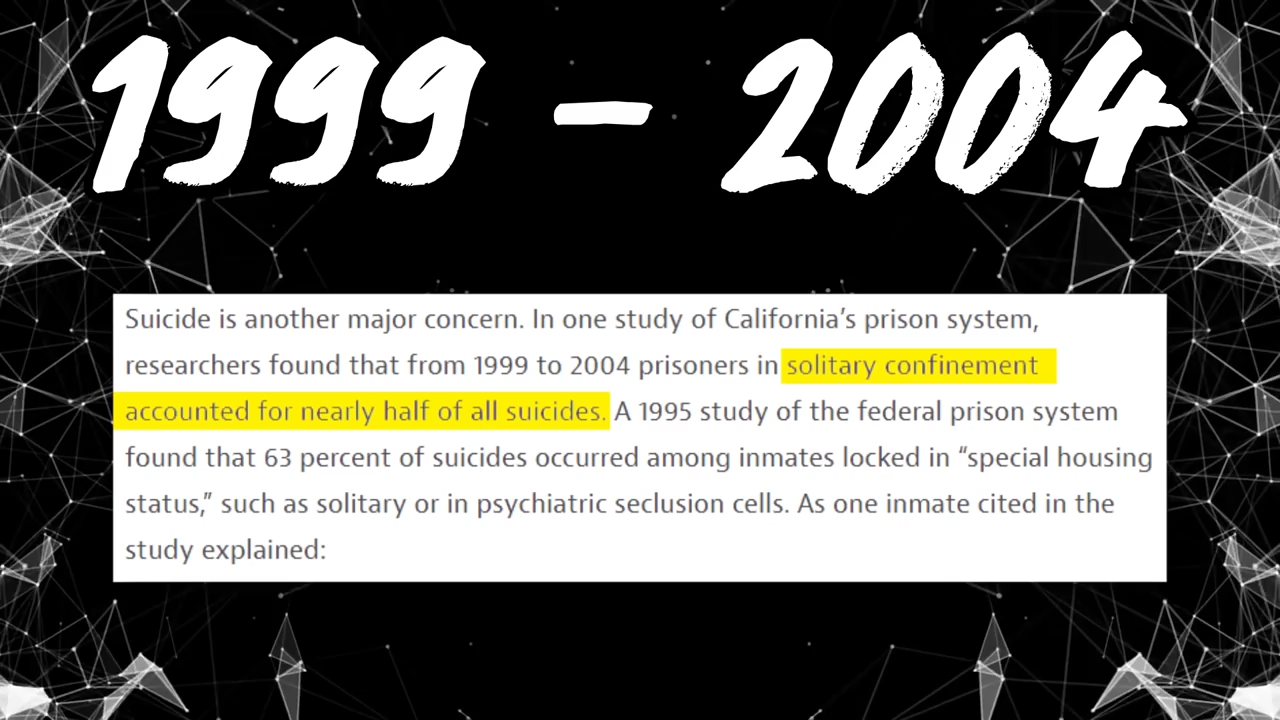 1999 - 2004
Suicide is another major concern. In one study of California's prison system,
researchers found that from 1999 to 2004 prisoners in solitary confinement
accounted for nearly half of all suicides. A 1995 study of the federal prison system
found that 63 percent of suicides occurred among inmates locked in “special housing
status,” such as solitary or in psychiatric seclusion cells. As one inmate cited in the
study explained: